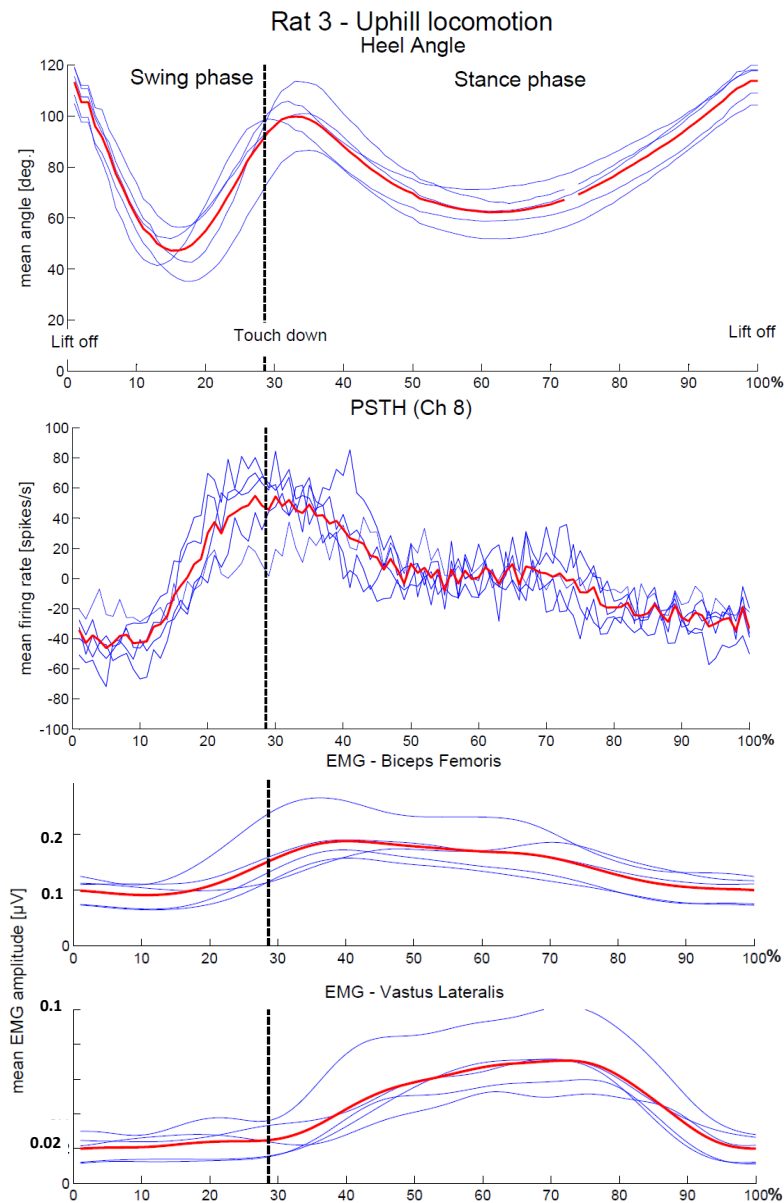 Rat 3 - Uphill locomotion
Heel Angle
Swing phase
Stance phase
mean angle [deg.]
120
100
80
60
40
20
0
Lift off
Touch down
Lift off
0 10 20 30 40 50 60 70 80 90 100%
PSTH (Ch 8)
mean firing rate [spikes/s]
100
80
60
40
20
0
-20
-40
-60
-80
-100
0 10 20 30 40 50 60 70 80 90 100%
EMG - Biceps Femoris
mean EMG amplitude [µV]
0.2
0.1
0
0 10 20 30 40 50 60 70 80 90 100%
EMG - Vastus Lateralis
0.1
0.02
0
0 10 20 30 40 50 60 70 80 90 100%